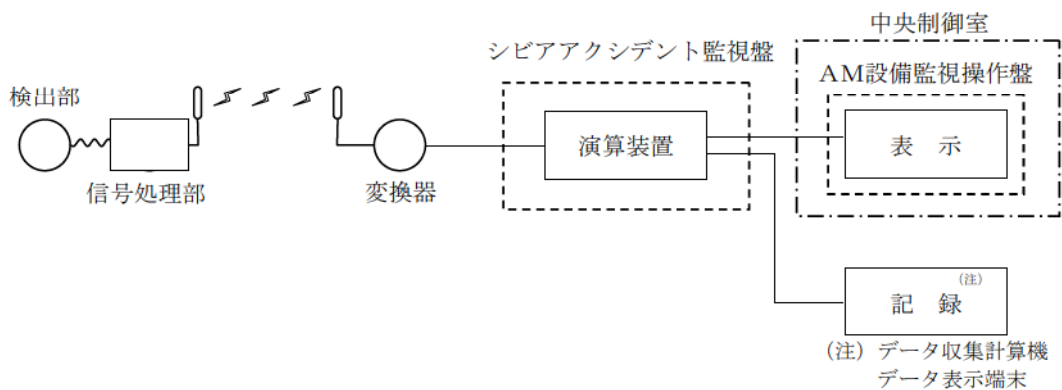 中央制御室
シビアアクシデント監視盤
AM設備監視操作盤
検出部
演算装置
表 示
信号処理部
変換器
記 録(注)
(注)データ収集計算機
データ表示端末